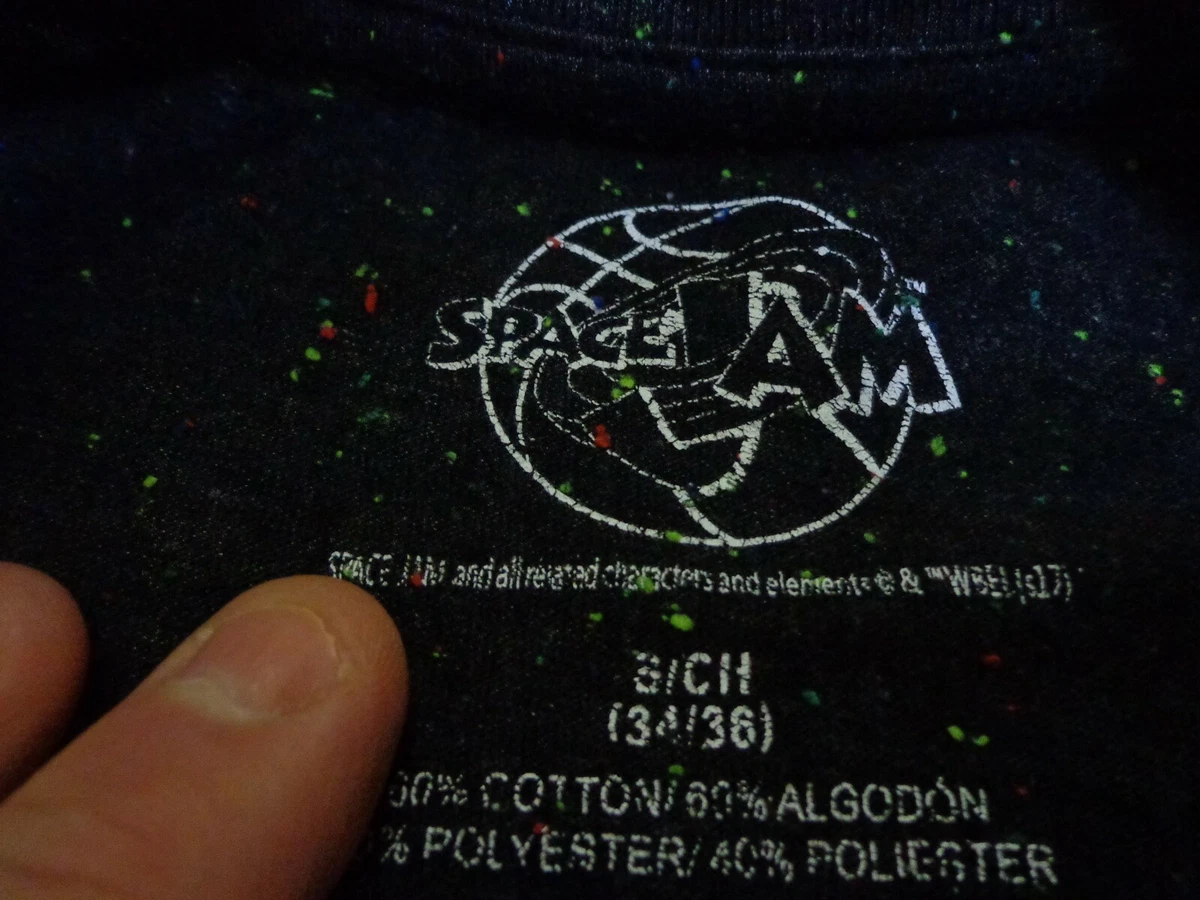 SPACE JAM™
SPACE JAM and all related characters and elements © & ™ WBEI (s17)
S/CH
(34/36)
60% COTTON/ 60% ALGODÓN
% POLYESTER/ 40% POLIESTER